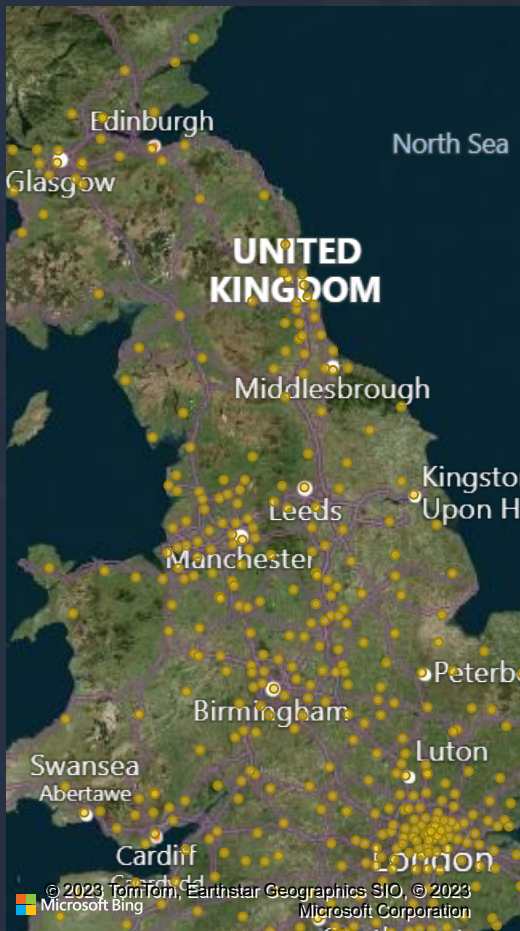 Edinburgh
North Sea
Glasgow
UNITED
KINGDOM
Middlesbrough
Kingsto
Upon H
Leeds
Manchester
Peterb
Birmingham
Luton
Swansea
Abertawe
Cardiff
London
© 2023 TomTom, Earthstar Geographics SIO, © 2023
Microsoft Corporation
Microsoft Bing